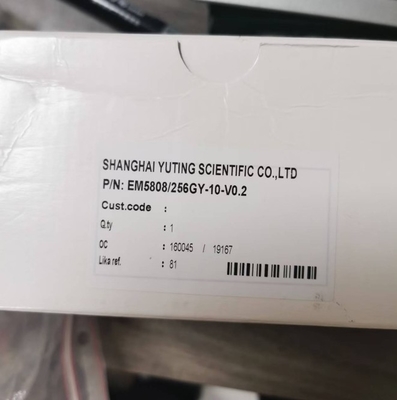 SHANGHAI YUTING SCIENTIFIC CO.,LTD
P/N: EM5808/256GY-10-V0.2
Cust.code :
Q.ty : 1
OC : 160045 / 19167
Lika ref. : 81